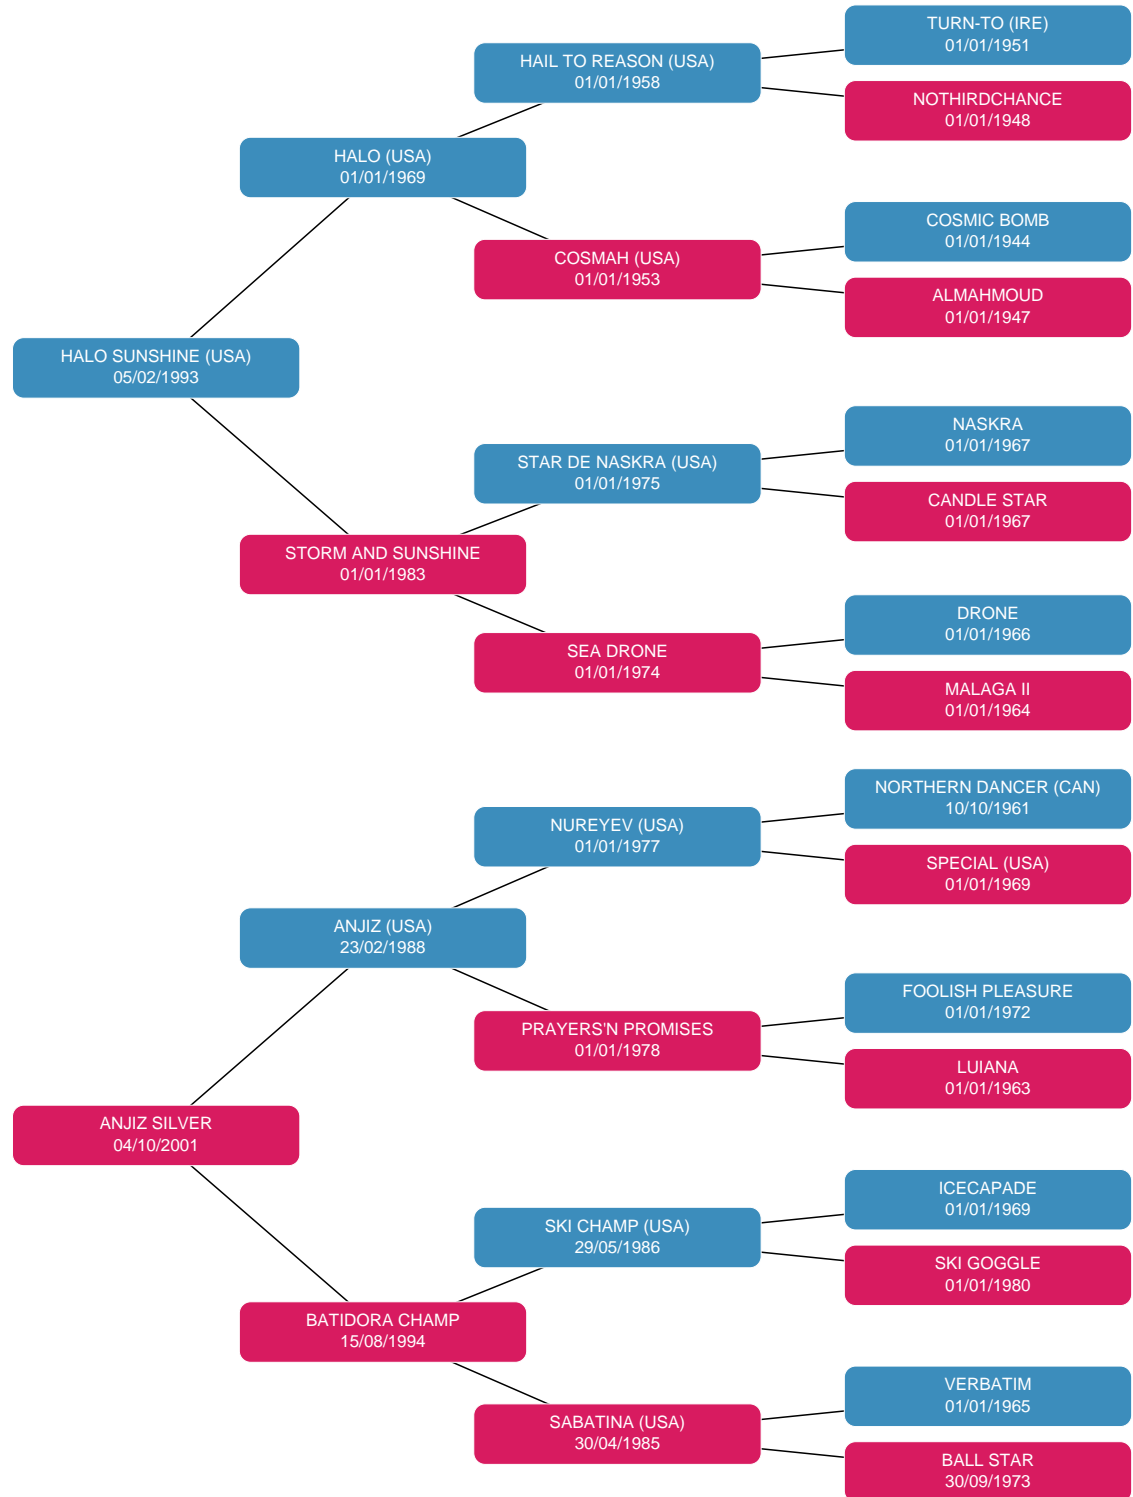 TURN-TO (IRE)
01/01/1951
HAIL TO REASON (USA)
01/01/1958
NOTHIRDCHANCE
01/01/1948
HALO (USA)
01/01/1969
COSMIC BOMB
01/01/1944
COSMAH (USA)
01/01/1953
ALMAHMOUD
01/01/1947
HALO SUNSHINE (USA)
05/02/1993
NASKRA
01/01/1967
STAR DE NASKRA (USA)
01/01/1975
CANDLE STAR
01/01/1967
STORM AND SUNSHINE
01/01/1983
DRONE
01/01/1966
SEA DRONE
01/01/1974
MALAGA II
01/01/1964
NORTHERN DANCER (CAN)
10/10/1961
NUREYEV (USA)
01/01/1977
SPECIAL (USA)
01/01/1969
ANJIZ (USA)
23/02/1988
FOOLISH PLEASURE
01/01/1972
PRAYERS'N PROMISES
01/01/1978
LUIANA
01/01/1963
ANJIZ SILVER
04/10/2001
ICECAPADE
01/01/1969
SKI CHAMP (USA)
29/05/1986
SKI GOGGLE
01/01/1980
BATIDORA CHAMP
15/08/1994
VERBATIM
01/01/1965
SABATINA (USA)
30/04/1985
BALL STAR
30/09/1973